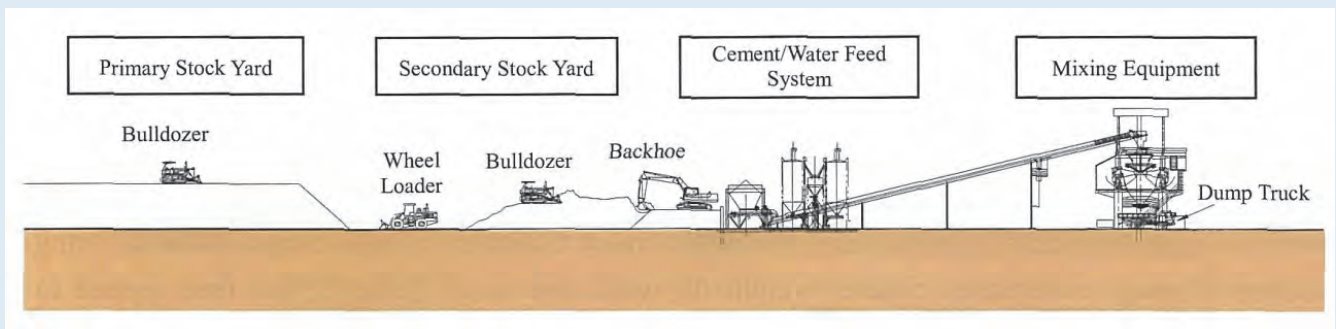 Primary Stock Yard
Secondary Stock Yard
Cement/Water Feed
System
Mixing Equipment
Bulldozer
Wheel
Loader
Bulldozer
Backhoe
Dump Truck